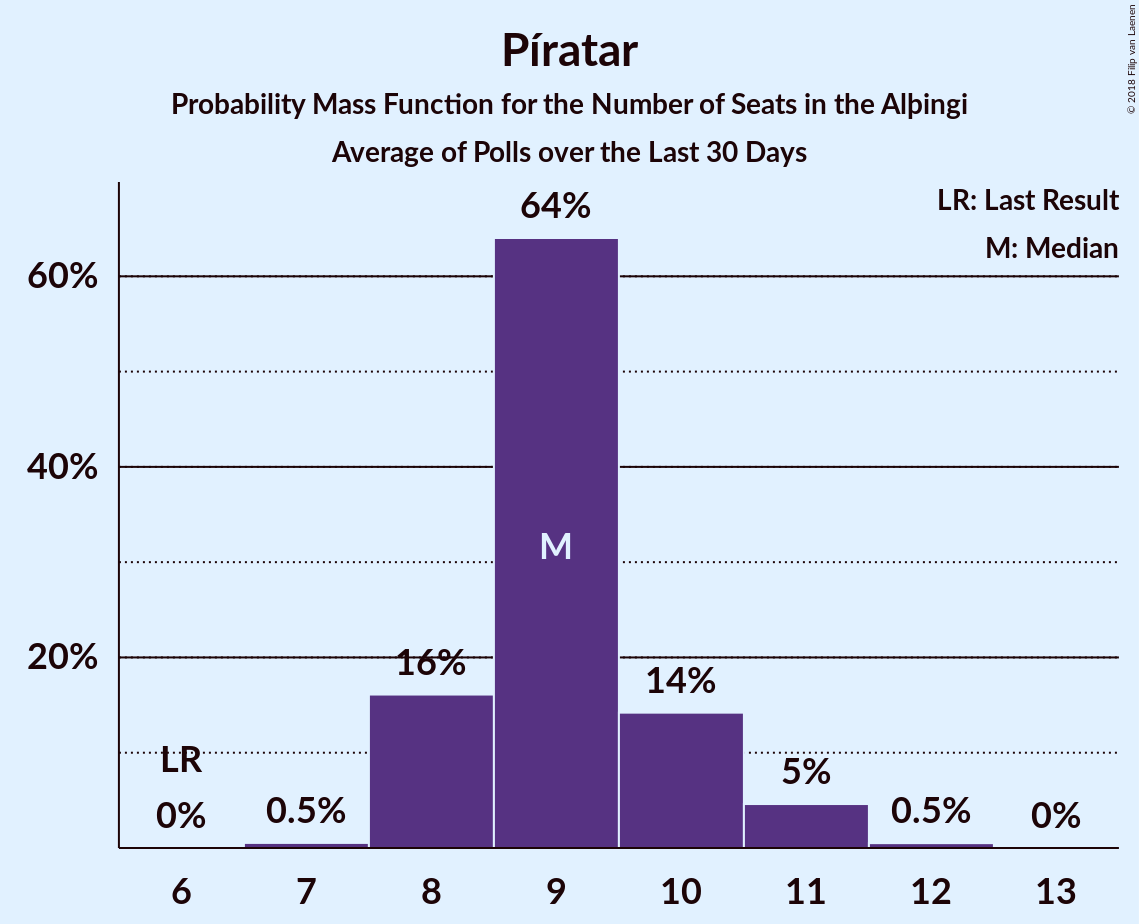 Píratar
Probability Mass Function for the Number of Seats in the Alþingi
Average of Polls over the Last 30 Days
© 2018 Filip van Laenen
LR: Last Result
M: Median
64%
60%
M
40%
20%
16%
14%
LR
5%
0%
0.5%
0.5%
0%
6 7 8 9 10 11 12 13